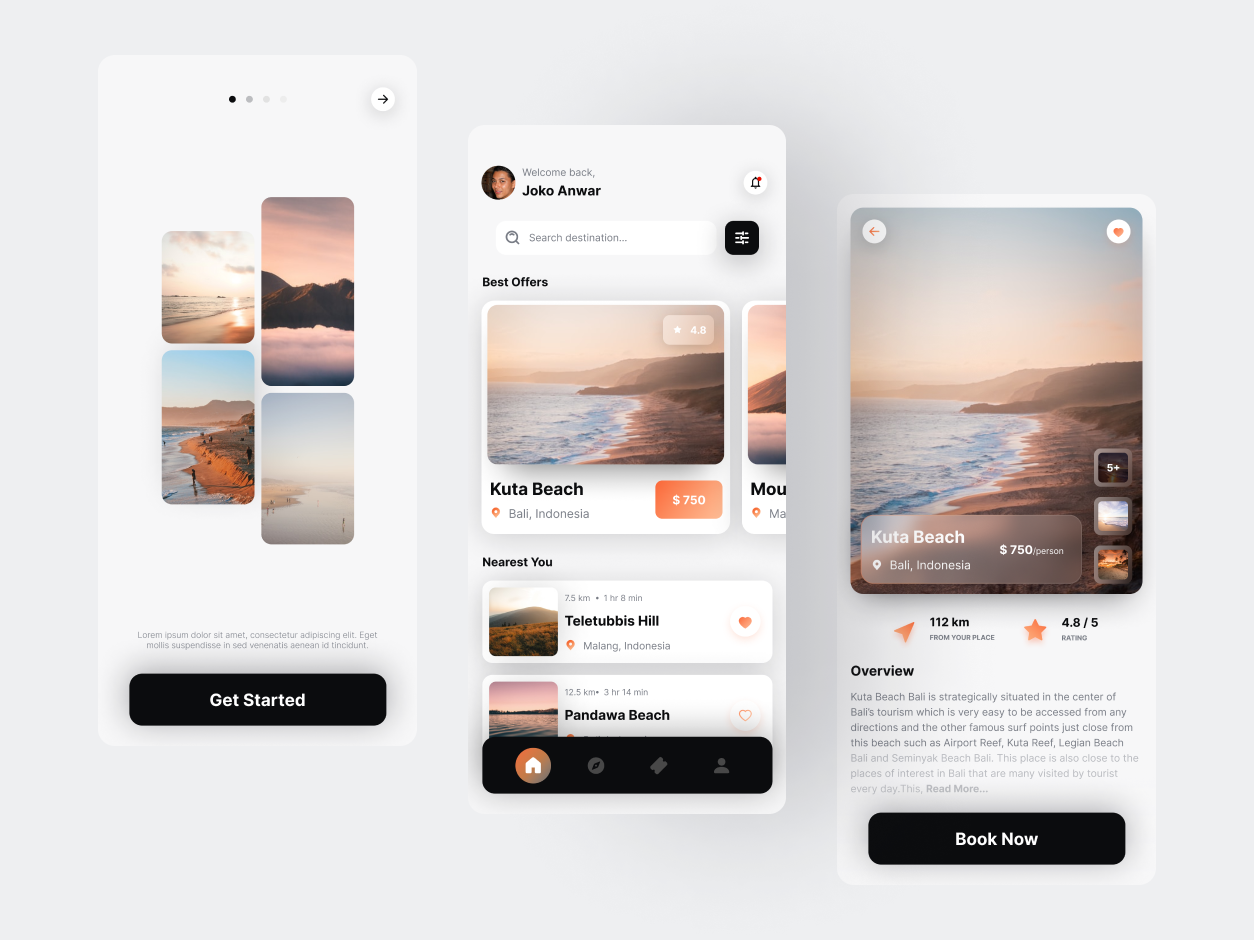 Lorem ipsum dolor sit amet, consectetur adipiscing elit. Eget
mollis suspendisse in sed venenatis aenean id tincidunt.
Get Started
Welcome back,
Joko Anwar
Search destination...
Best Offers
4.8
Kuta Beach
$ 750
Bali, Indonesia
Mou
Ma
Nearest You
7.5 km • 1 hr 8 min
Teletubbis Hill
Malang, Indonesia
12.5 km• 3 hr 14 min
Pandawa Beach
5+
Kuta Beach
$ 750/person
Bali, Indonesia
112 km
FROM YOUR PLACE
4.8 / 5
RATING
Overview
Kuta Beach Bali is strategically situated in the center of
Bali's tourism which is very easy to be accessed from any
directions and the other famous surf points just close from
this beach such as Airport Reef, Kuta Reef, Legian Beach
Bali and Seminyak Beach Bali. This place is also close to the
places of interest in Bali that are many visited by tourist
every day.This, Read More...
Book Now